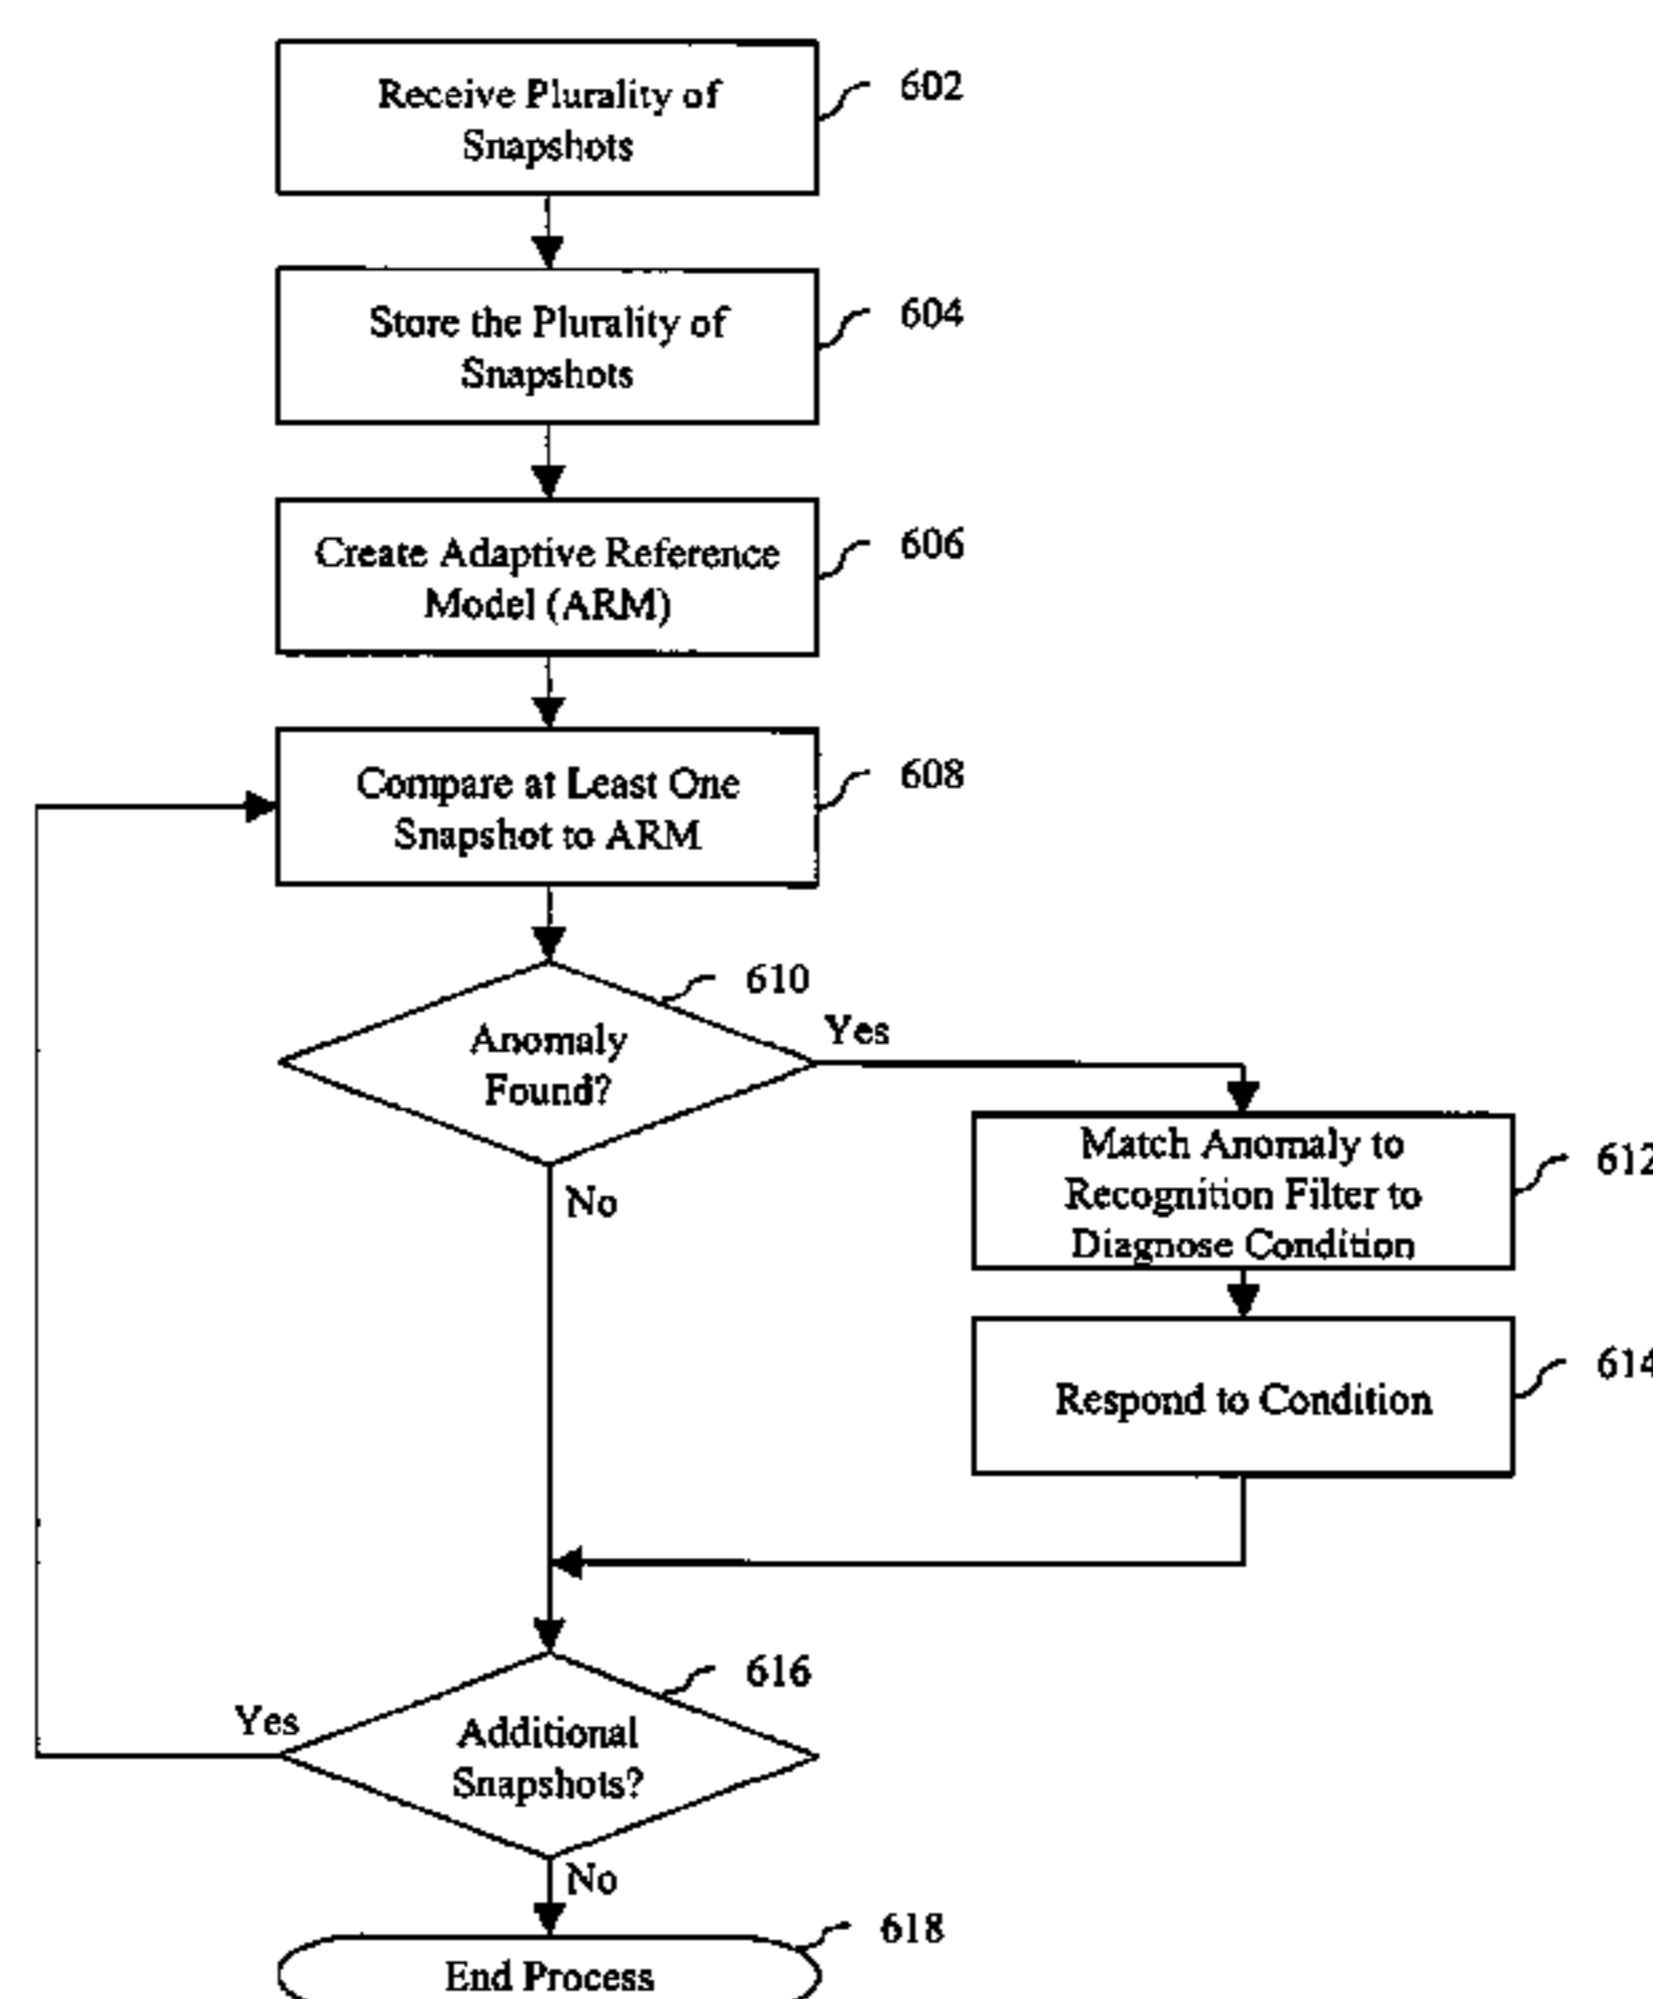 Receive Plurality of
Snapshots
602
Store the Plurality of
Snapshots
604
Create Adaptive Reference
Model (ARM)
606
Compare at Least One
Snapshot to ARM
608
610
Anomaly
Found?
Yes
No
Match Anomaly to
Recognition Filter to
Diagnose Condition
612
Respond to Condition
614
616
Additional
Snapshots?
Yes
No
618
End Process